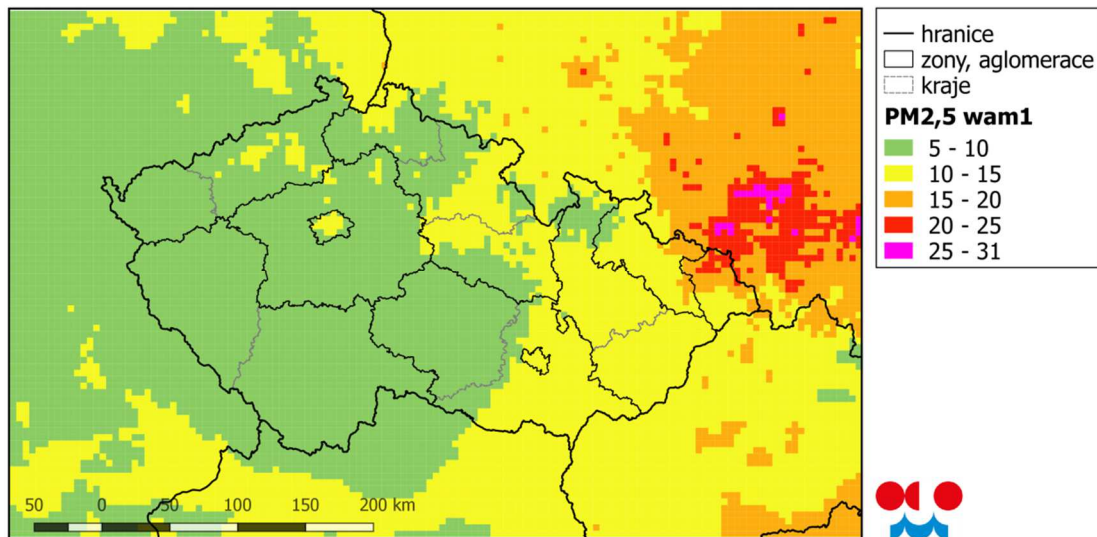 hranice
zony, aglomerace
kraje
PM2,5 wam1
5 - 10
10 - 15
15 - 20
20 - 25
25 - 31
50 0 50 100 150 200 km